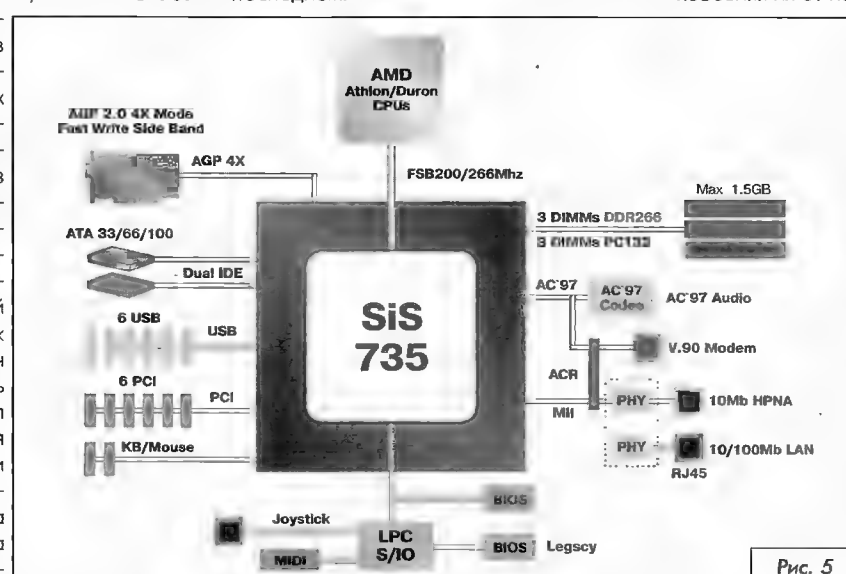 AMD
Athlon/Duron
CPUs
AGP 2.0 4X Mode
Fast Write Side Band
AGP 4X
FSB200/266Mhz
Max 1.5GB
3 DIMMs DDR266
3 DIMMs PC133
ATA 33/66/100
Dual IDE
AC'97
AC'97
Codec
AC'97 Audio
SiS
735
6 USB
USB
V.90 Modem
ACR
6 PCI
PCI
MII
PHY
10Mb HPNA
KB/Mouse
PHY
10/100Mb LAN
RJ45
BIOS
Joystick
LPC
S/IO
BIOS
Legscy
MIDI
Рис. 5